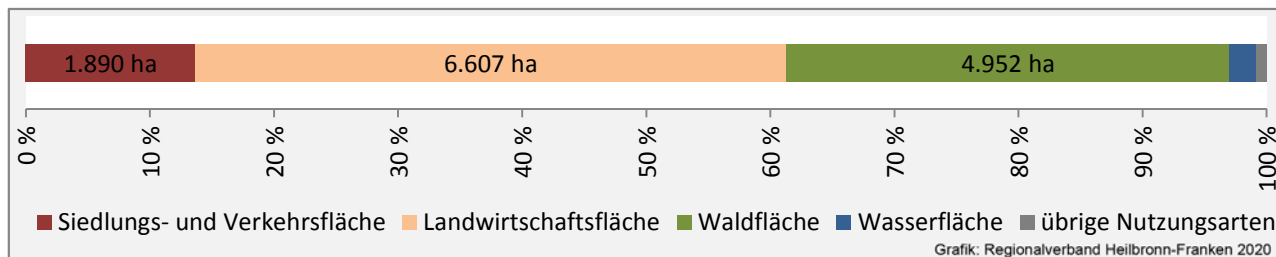 1.890 ha 6.607 ha 4.952 ha
0 % 10 % 20 % 30 % 40 % 50 % 60 % 70 % 80 % 90 % 100 %
Siedlungs- und Verkehrsfläche Landwirtschaftsfläche Waldfläche Wasserfläche übrige Nutzungsarten
Grafik: Regionalverband Heilbronn-Franken 2020